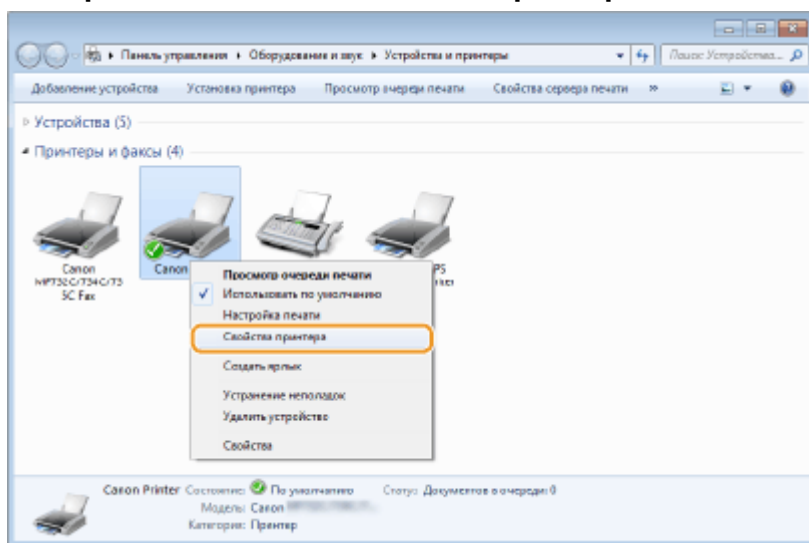 Панель управления ▸ Оборудование и звук ▸ Устройства и принтеры
Поиск: Устройства...
Добавление устройства Установка принтера Просмотр очереди печати Свойства сервера печати »
Устройства (5)
Принтеры и факсы (4)
Canon
MF732C/734C/73
5C Fax
Canon
PS
Просмотр очереди печати
Использовать по умолчанию
Настройка печати
Свойства принтера
Создать ярлык
Устранение неполадок
Удалить устройство
Свойства
Canon Printer Состояние: По умолчанию Статус: Документов в очереди: 0
Модель: Canon
Категория: Принтер